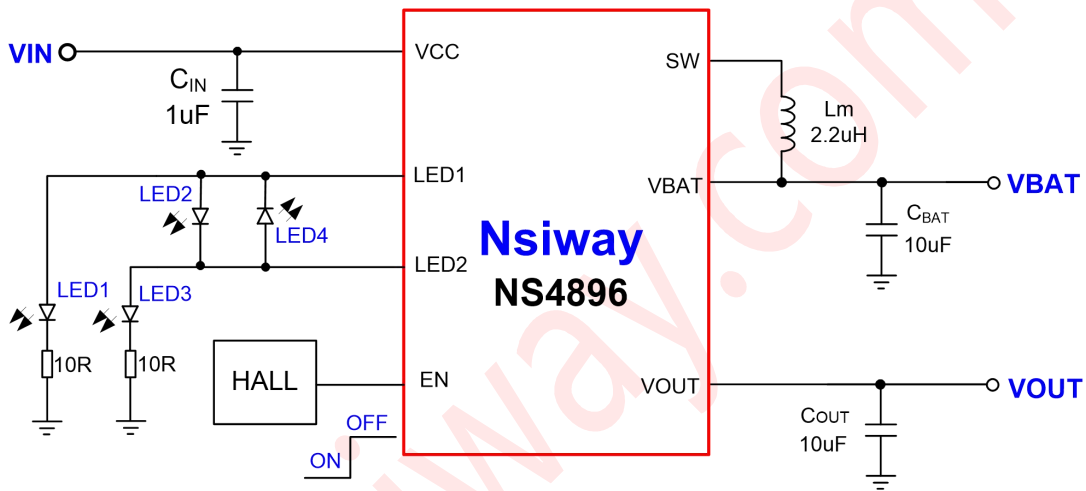 VIN
VCC
CIN
1uF
SW
Lm
2.2uH
LED1
LED2
LED4
VBAT
VBAT
CBAT
10uF
Nsiway
LED2
NS4896
LED1
LED3
10R
10R
HALL
EN
VOUT
VOUT
OFF
ON
COUT
10uF